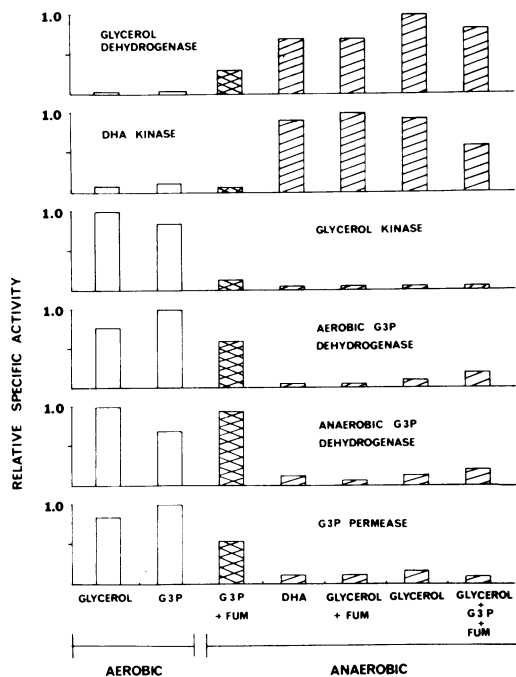 RELATIVE SPECIFIC ACTIVITY
1.0
GLYCEROL
DEHYDROGENASE
1.0
DHA KINASE
1.0
GLYCEROL KINASE
1.0
AEROBIC G3P
DEHYDROGENASE
1.0
ANAEROBIC G3P
DEHYDROGENASE
1.0
G3P PERMEASE
GLYCEROL
G3P
G3P
+ FUM
DHA
GLYCEROL
+ FUM
GLYCEROL
GLYCEROL
+
G3P
+
FUM
AEROBIC
ANAEROBIC